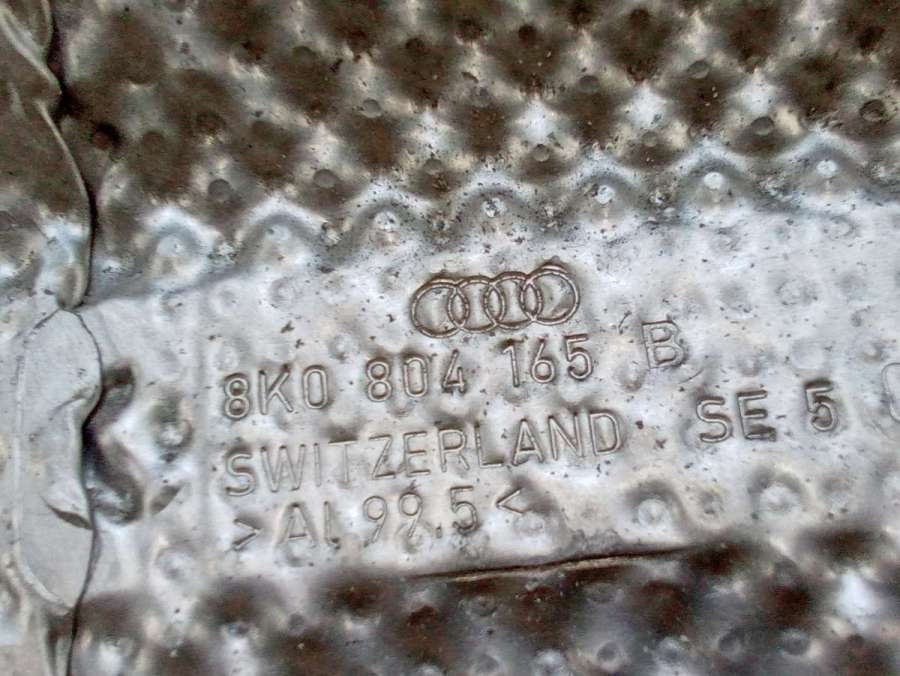 8K0 804 165 B
SWITZERLAND SE 5
>AL 99.5<